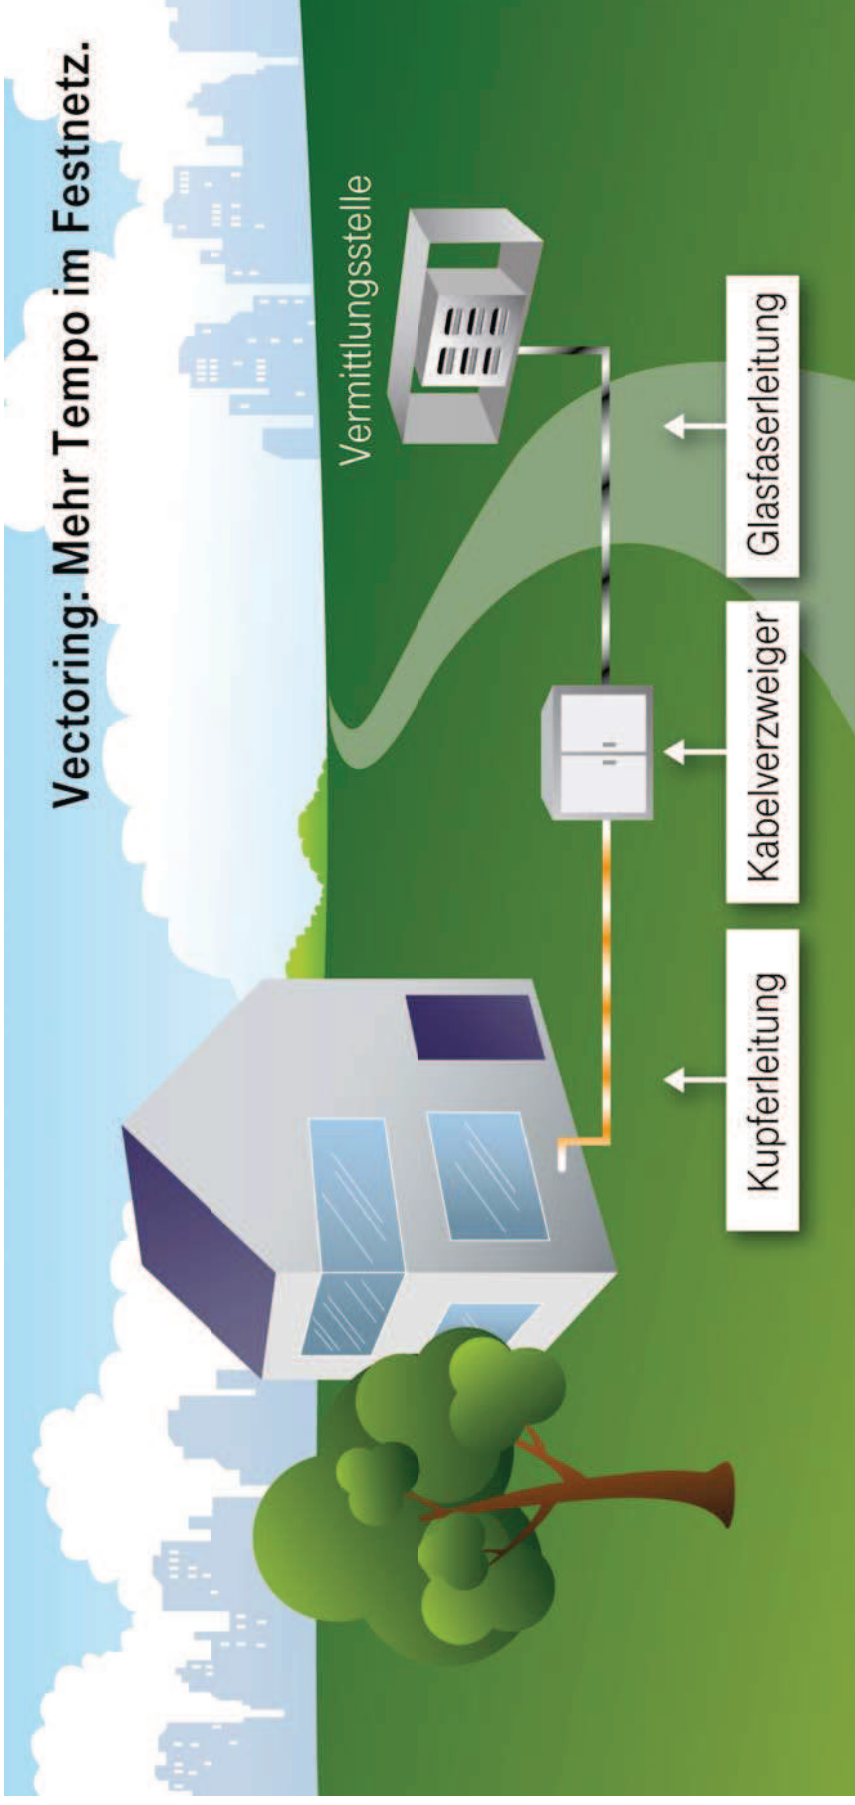 Vectoring: Mehr Tempo im Festnetz.
Vermittlungsstelle
Kupferleitung
Kabelverzweiger
Glasfaserleitung